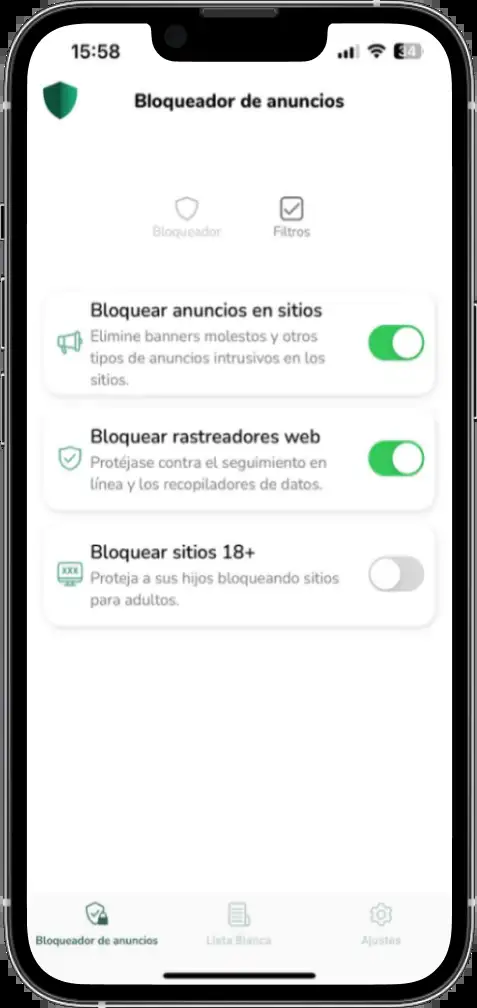 15:58
34
Bloqueador de anuncios
Bloqueador
Filtros
Bloquear anuncios en sitios
Elimine banners molestos y otros
tipos de anuncios intrusivos en los
sitios.
Bloquear rastreadores web
Protéjase contra el seguimiento en
línea y los recopiladores de datos.
Bloquear sitios 18+
XXX
Proteja a sus hijos bloqueando sitios
para adultos.
Bloqueador de anuncios
Lista Blanca
Ajustes